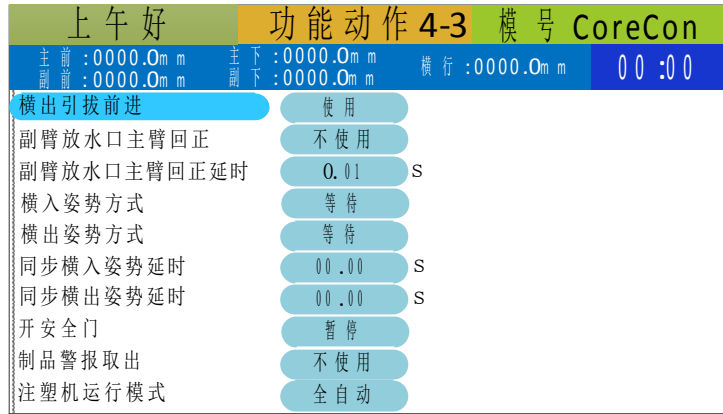 上午好 功能动作4-3 模号 CoreCon
主前:0000.0mm 主下:0000.0mm 横行:0000.0mm 00:00
副前:0000.0mm 副下:0000.0mm
横出引拔前进 使用
副臂放水口主臂回正 不使用
副臂放水口主臂回正延时 0.01 S
横入姿势方式 等待
横出姿势方式 等待
同步横入姿势延时 00.00 S
同步横出姿势延时 00.00 S
开安全门 暂停
制品警报取出 不使用
注塑机运行模式 全自动